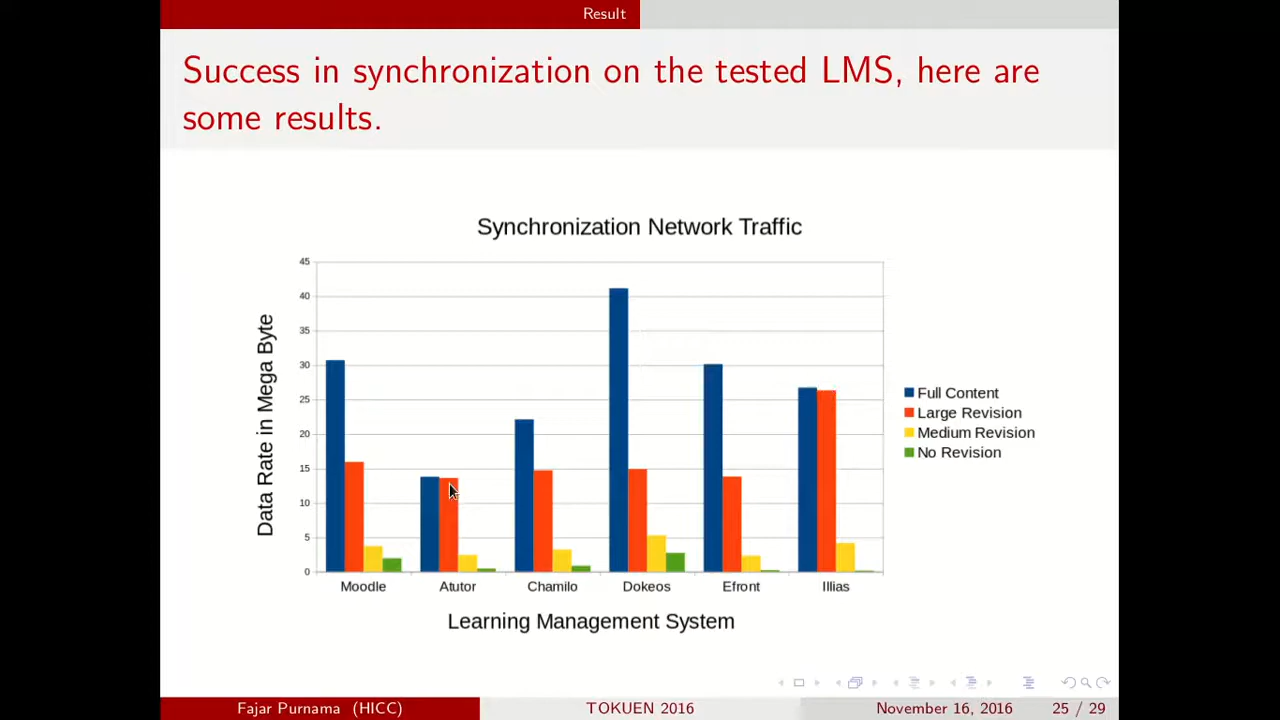 Result
Success in synchronization on the tested LMS, here are
some results.
Synchronization Network Traffic
Data Rate in Mega Byte
45
40
35
30
25
20
15
10
5
0
Moodle Atutor Chamilo Dokeos Efront Illias
Learning Management System
Full Content
Large Revision
Medium Revision
No Revision
Fajar Purnama (HICC) TOKUEN 2016 November 16, 2016 25 / 29